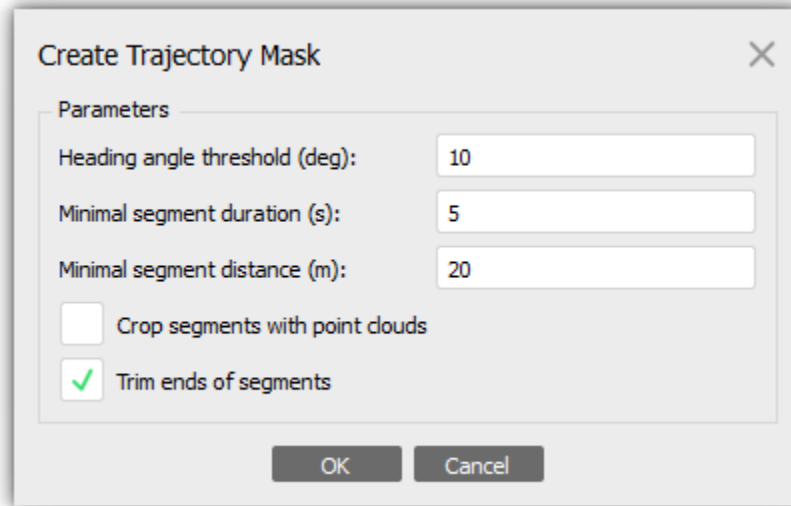 Create Trajectory Mask
Parameters
Heading angle threshold (deg): 10
Minimal segment duration (s): 5
Minimal segment distance (m): 20
Crop segments with point clouds
Trim ends of segments
OK Cancel